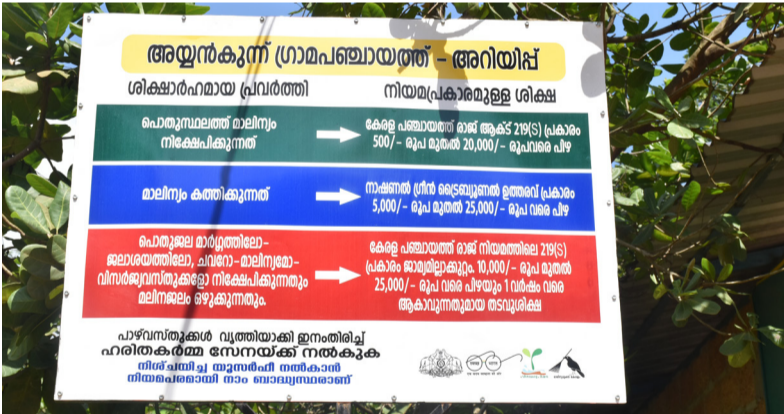 അയ്യൻകുന്ന് ഗ്രാമപഞ്ചായത്ത് – അറിയിപ്പ്
ശിക്ഷാർഹമായ പ്രവർത്തി നിയമപ്രകാരമുള്ള ശിക്ഷ
പൊതുസ്ഥലത്ത് മാലിന്യം
നിക്ഷേപിക്കുന്നത്
കേരള പഞ്ചായത്ത് രാജ് ആക്ട് 219(S) പ്രകാരം
500/– രൂപ മുതൽ 20,000/– രൂപവരെ പിഴ
മാലിന്യം കത്തിക്കുന്നത്
നാഷണൽ ഗ്രീൻ ട്രൈബ്യൂണൽ ഉത്തരവ് പ്രകാരം
5,000/– രൂപ മുതൽ 25,000/– രൂപ വരെ പിഴ
പൊതുജല മാർഗ്ഗത്തിലോ–
ജലാശയത്തിലോ, ചവറോ–മാലിന്യമോ–
വിസർജ്യവസ്തുക്കളോ നിക്ഷേപിക്കുന്നതും
മലിനജലം ഒഴുക്കുന്നതും.
കേരള പഞ്ചായത്ത് രാജ് നിയമത്തിലെ 219(S)
പ്രകാരം ജാമ്യമില്ലാക്കുറ്റം. 10,000/– രൂപ മുതൽ
25,000/– രൂപ വരെ പിഴയും 1 വർഷം വരെ
ആകാവുന്നതുമായ തടവുശിക്ഷ
പാഴ്‌വസ്തുക്കൾ വൃത്തിയാക്കി ഇനംതിരിച്ച്
ഹരിതകർമ്മ സേനയ്ക്ക് നൽകുക
നിശ്ചയിച്ച യൂസർഫീ നൽകാൻ
നിയപരമായി നാം ബാദ്ധ്യസ്ഥരാണ്